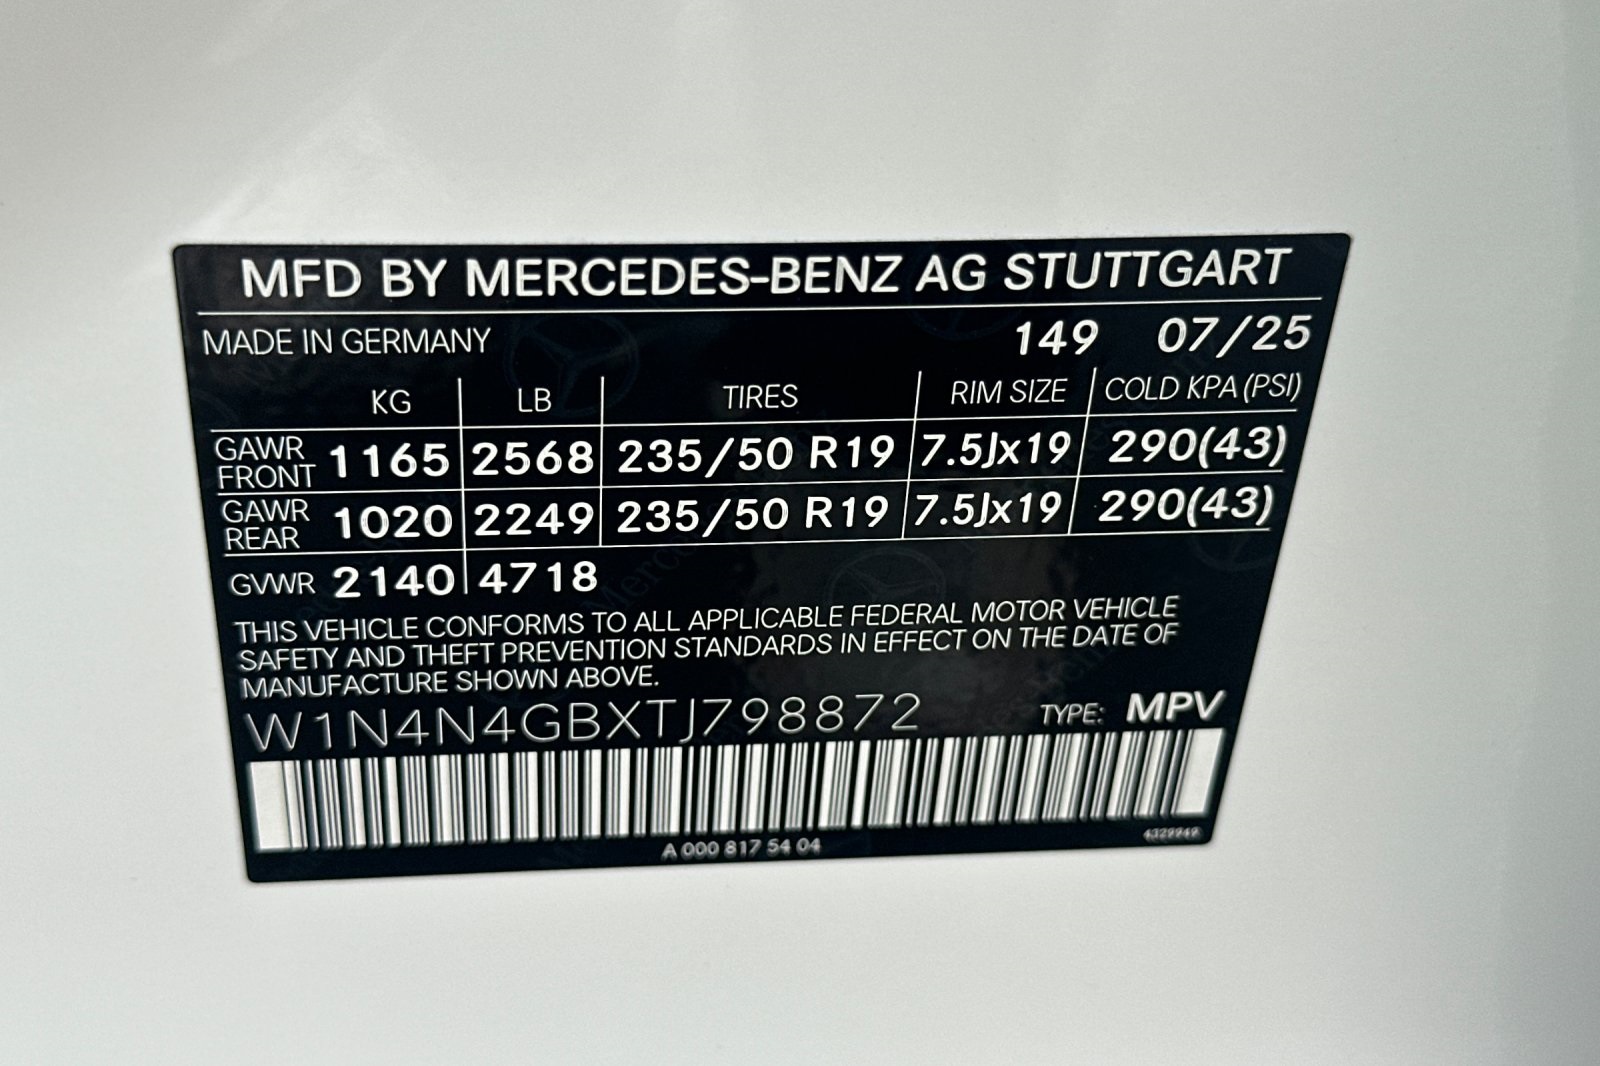 MFD BY MERCEDES-BENZ AG STUTTGART
MADE IN GERMANY 149 07/25
KG LB TIRES RIM SIZE COLD KPA (PSI)
GAWR FRONT 1165 2568 235/50 R19 7.5Jx19 290(43)
GAWR REAR 1020 2249 235/50 R19 7.5Jx19 290(43)
GVWR 2140 4718
THIS VEHICLE CONFORMS TO ALL APPLICABLE FEDERAL MOTOR VEHICLE
SAFETY AND THEFT PREVENTION STANDARDS IN EFFECT ON THE DATE OF
MANUFACTURE SHOWN ABOVE.
W1N4N4GBXTJ798872 TYPE: MPV
A 000 817 54 04 4329949